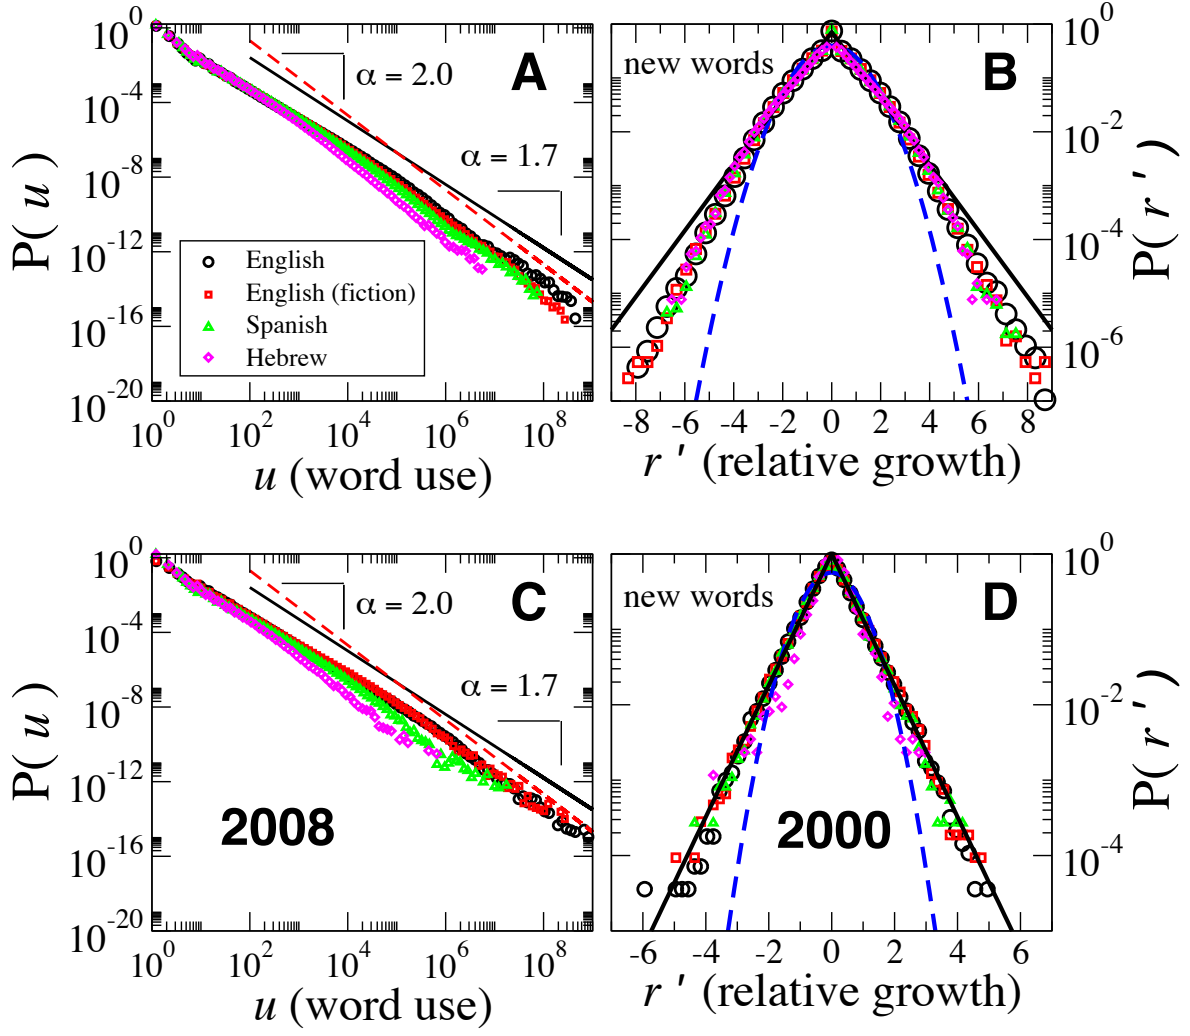 A
α = 2.0
α = 1.7
P( u )
10^0
10^-4
10^-8
10^-12
10^-16
10^-20
English
English (fiction)
Spanish
Hebrew
10^0 10^2 10^4 10^6 10^8
u (word use)
new words
B
10^0
10^-2
10^-4
10^-6
P( r ' )
-8 -6 -4 -2 0 2 4 6 8
r ' (relative growth)
C
α = 2.0
α = 1.7
P( u )
10^0
10^-4
10^-8
10^-12
10^-16
10^-20
2008
10^0 10^2 10^4 10^6 10^8
u (word use)
new words
D
10^0
10^-2
10^-4
P( r ' )
2000
-6 -4 -2 0 2 4 6
r ' (relative growth)